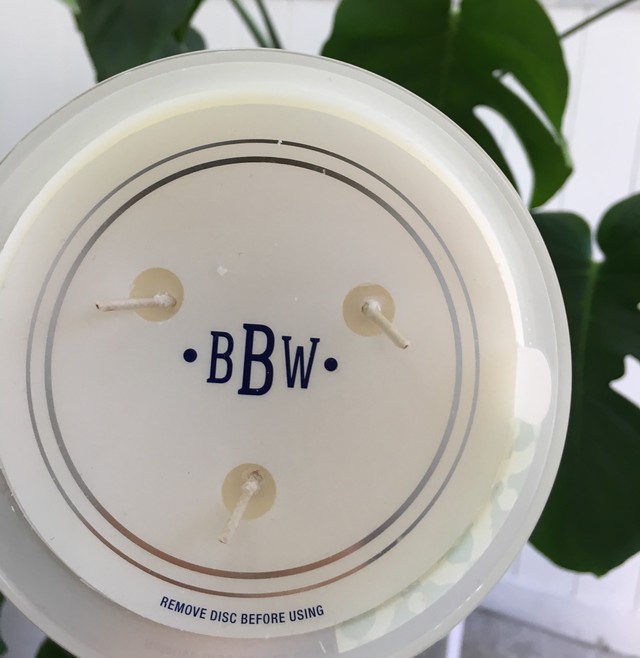 • BBW •
REMOVE DISC BEFORE USING